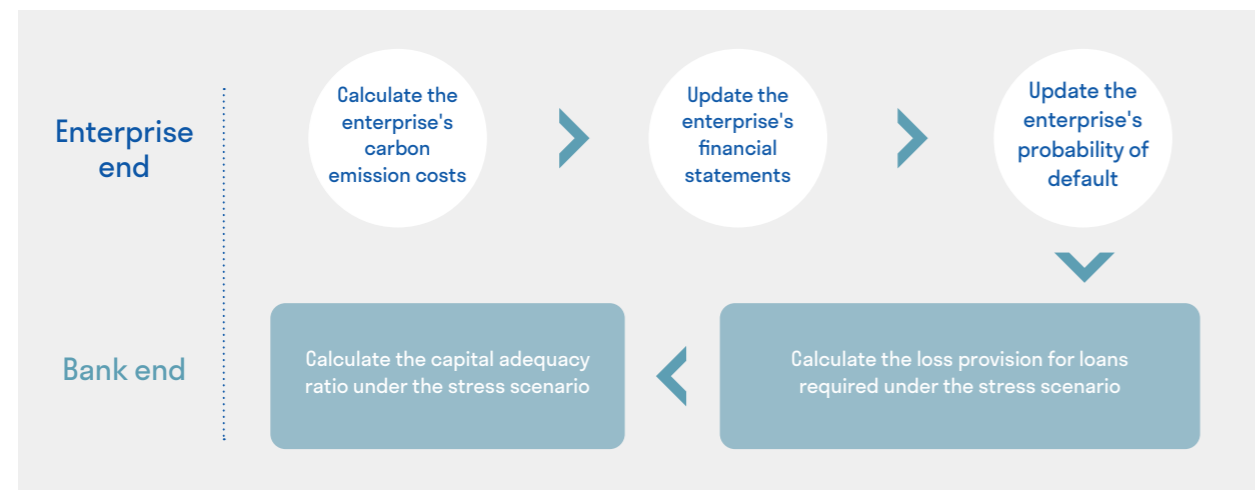 Enterprise
end
Calculate the
enterprise's
carbon
emission costs
Update the
enterprise's
financial
statements
Update the
enterprise's
probability of
default
Bank end
Calculate the capital adequacy
ratio under the stress scenario
Calculate the loss provision for loans
required under the stress scenario